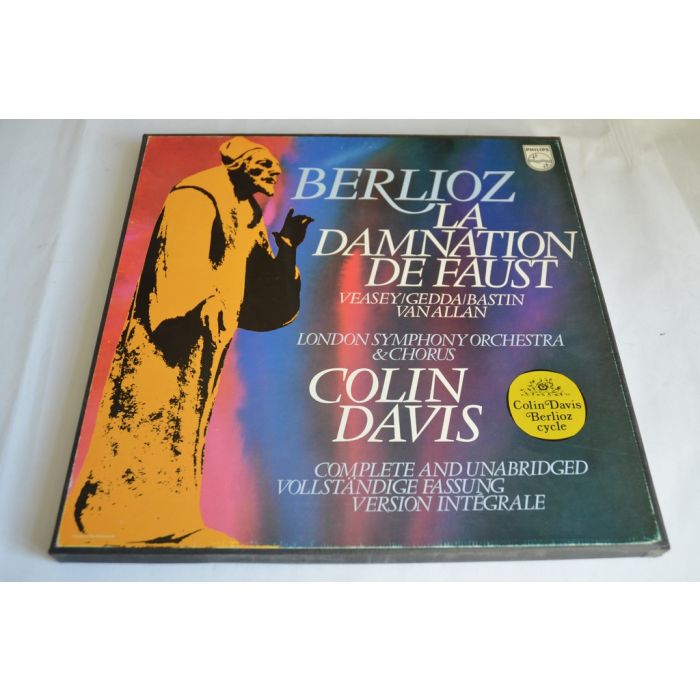 PHILIPS
BERLIOZ
LA
DAMNATION
DE FAUST
VEASEY/GEDDA/BASTIN
VAN ALLAN
LONDON SYMPHONY ORCHESTRA
& CHORUS
COLIN
DAVIS
Colin Davis
Berlioz
cycle
COMPLETE AND UNABRIDGED
VOLLSTÄNDIGE FASSUNG
VERSION INTÉGRALE